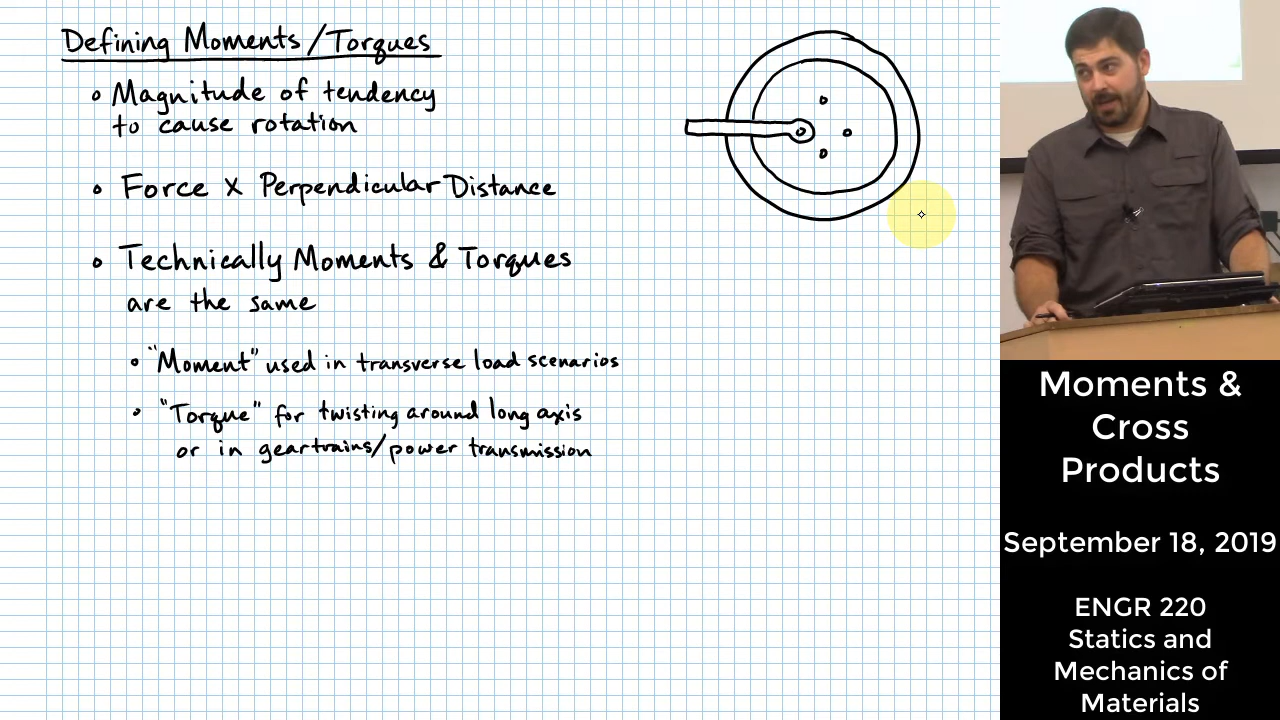 Defining Moments/Torques
• Magnitude of tendency
to cause rotation
• Force x Perpendicular Distance
• Technically Moments & Torques
are the same
• "Moment" used in transverse load scenarios
• "Torque" for twisting around long axis
or in geartrains/power transmission
Moments &
Cross
Products
September 18, 2019
ENGR 220
Statics and
Mechanics of
Materials